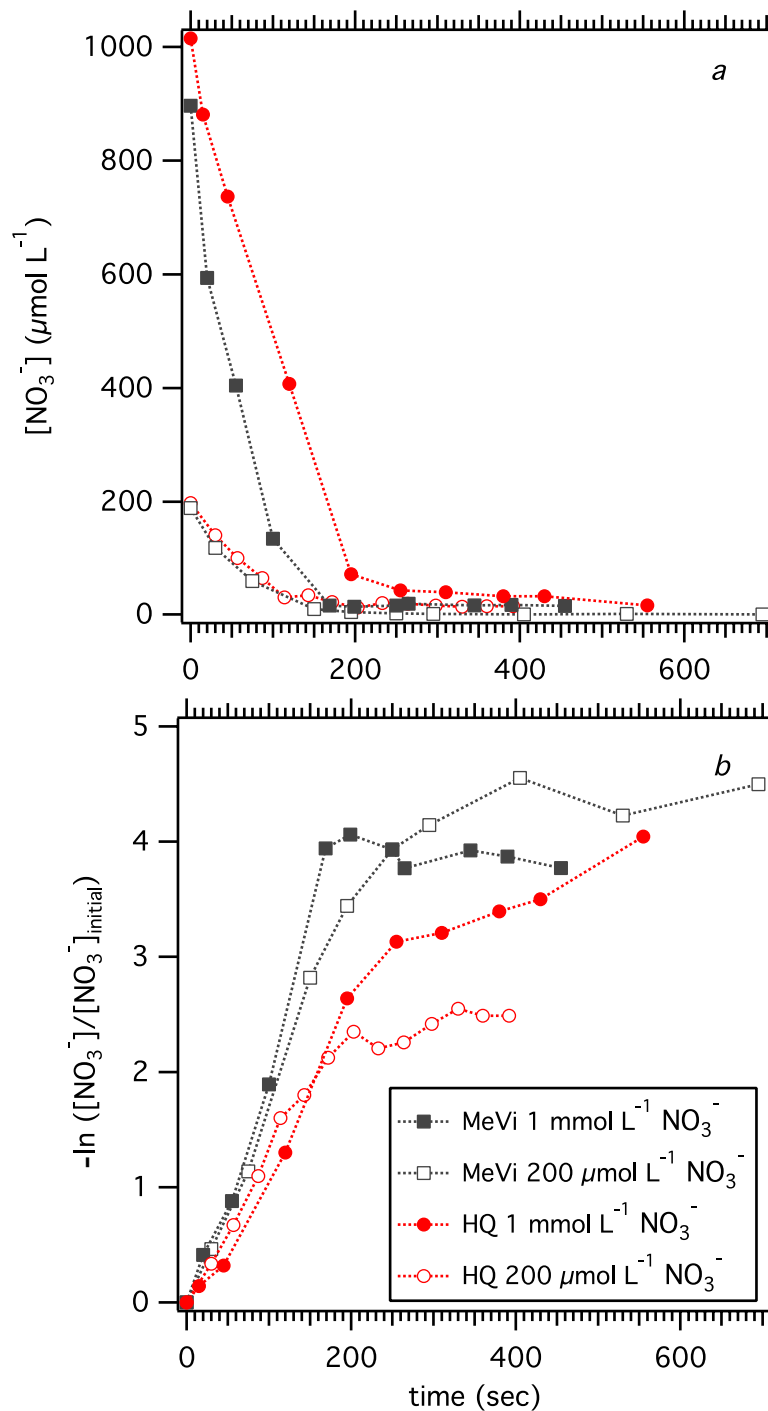 a
1000
800
600
400
200
0
[NO₃⁻] (µmol L⁻¹)
0 200 400 600
b
5
4
3
2
1
0
-ln ([NO₃⁻]/[NO₃⁻]initial)
MeVi 1 mmol L⁻¹ NO₃⁻
MeVi 200 µmol L⁻¹ NO₃⁻
HQ 1 mmol L⁻¹ NO₃⁻
HQ 200 µmol L⁻¹ NO₃⁻
0 200 400 600
time (sec)